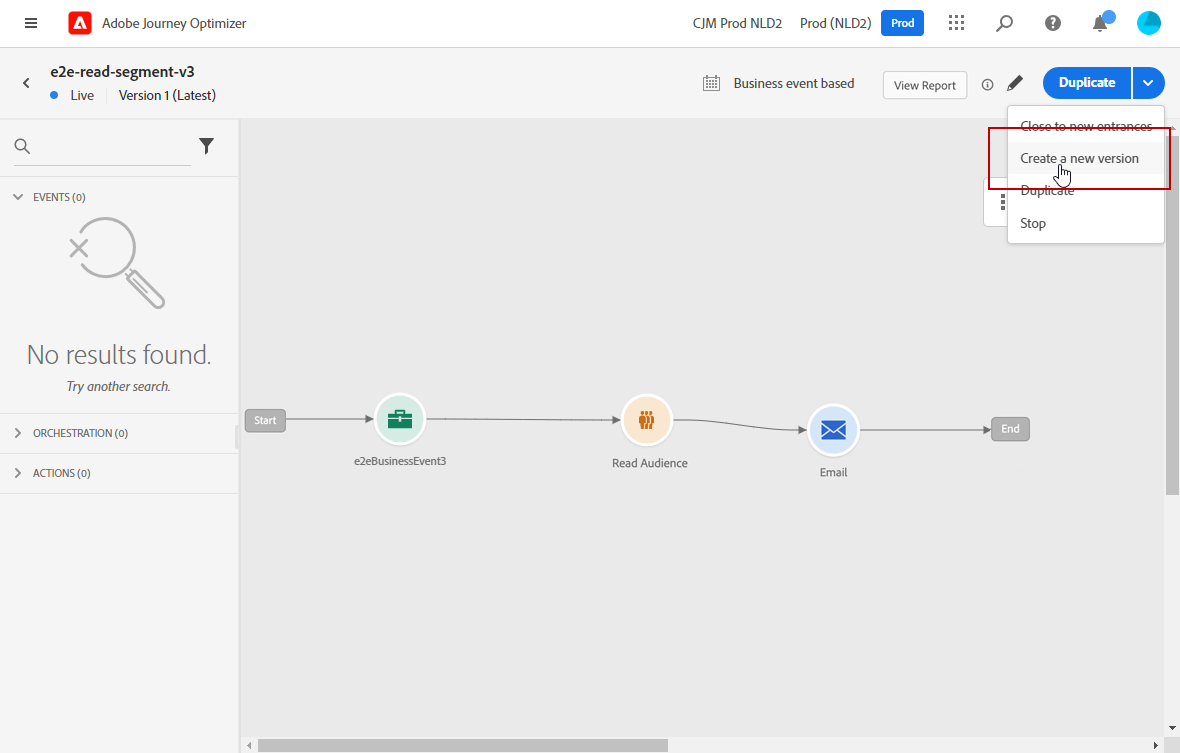 Adobe Journey Optimizer
CJM Prod NLD2
Prod (NLD2)
Prod
e2e-read-segment-v3
Live
Version 1 (Latest)
Business event based
View Report
Duplicate
Close to new entrances
Create a new version
Duplicate
Stop
EVENTS (0)
No results found.
Try another search.
ORCHESTRATION (0)
ACTIONS (0)
Start
e2eBusinessEvent3
Read Audience
Email
End